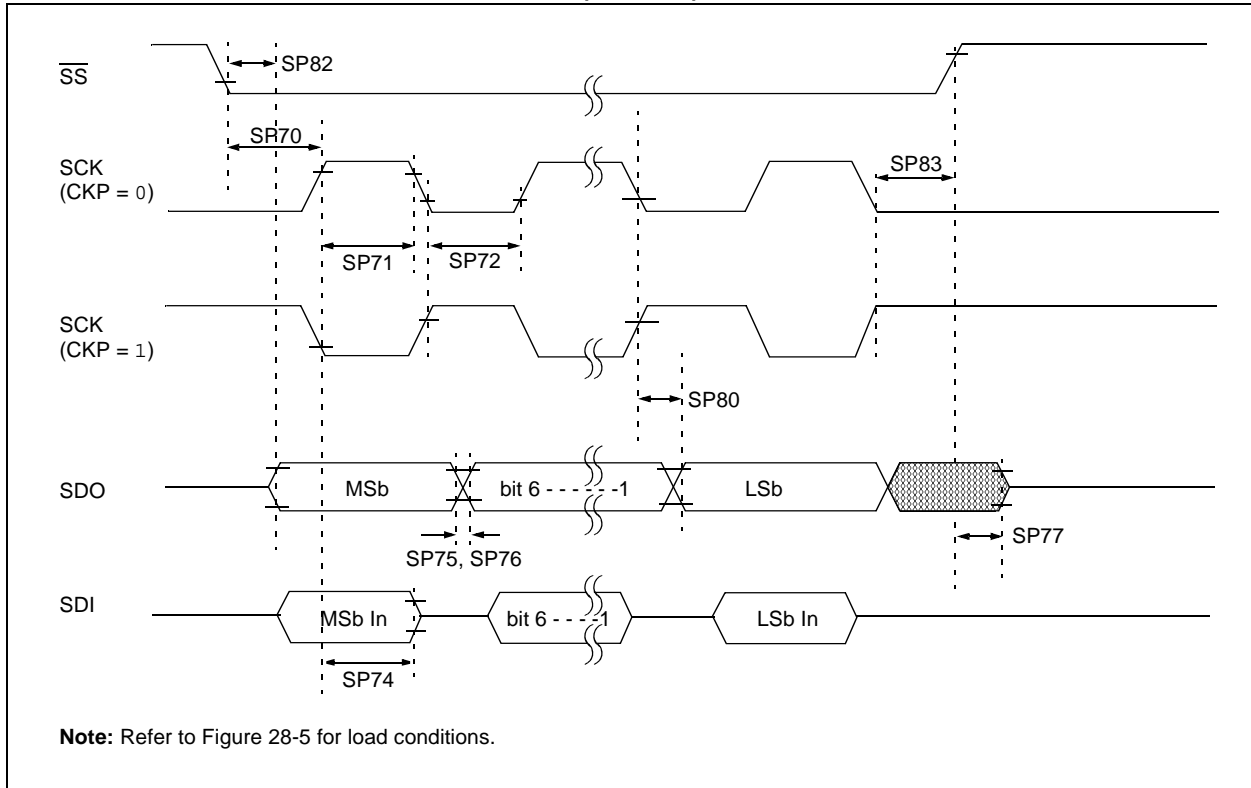 SS
SP82
SP70
SCK
(CKP = 0)
SP83
SP71
SP72
SCK
(CKP = 1)
SP80
SDO
MSb
bit 6 - - - - - -1
LSb
SP75, SP76
SP77
SDI
MSb In
bit 6 - - - -1
LSb In
SP74
Note: Refer to Figure 28-5 for load conditions.